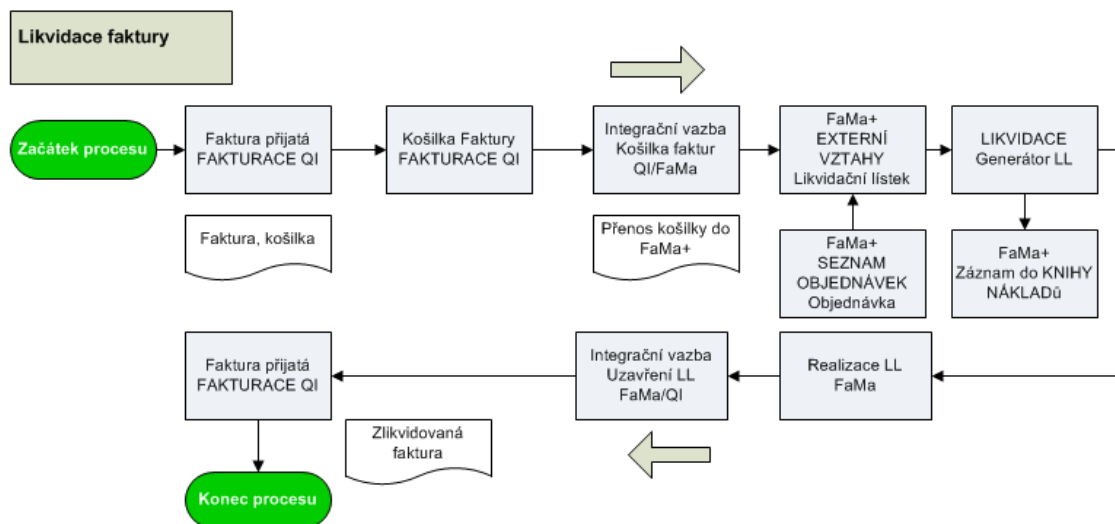 Likvidace faktury
Začátek procesu
Faktura přijatá
FAKTURACE QI
Košilka Faktury
FAKTURACE QI
Integrační vazba
Košilka faktur
QI/FaMa
FaMa+
EXTERNÍ
VZTAHY
Likvidační lístek
LIKVIDACE
Generátor LL
Faktura, košilka
Přenos košilky do
FaMa+
FaMa+
SEZNAM
OBJEDNÁVEK
Objednávka
FaMa+
Záznam do KNIHY
NÁKLADů
Faktura přijatá
FAKTURACE QI
Integrační vazba
Uzavření LL
FaMa/QI
Realizace LL
FaMa
Zlikvidovaná
faktura
Konec procesu